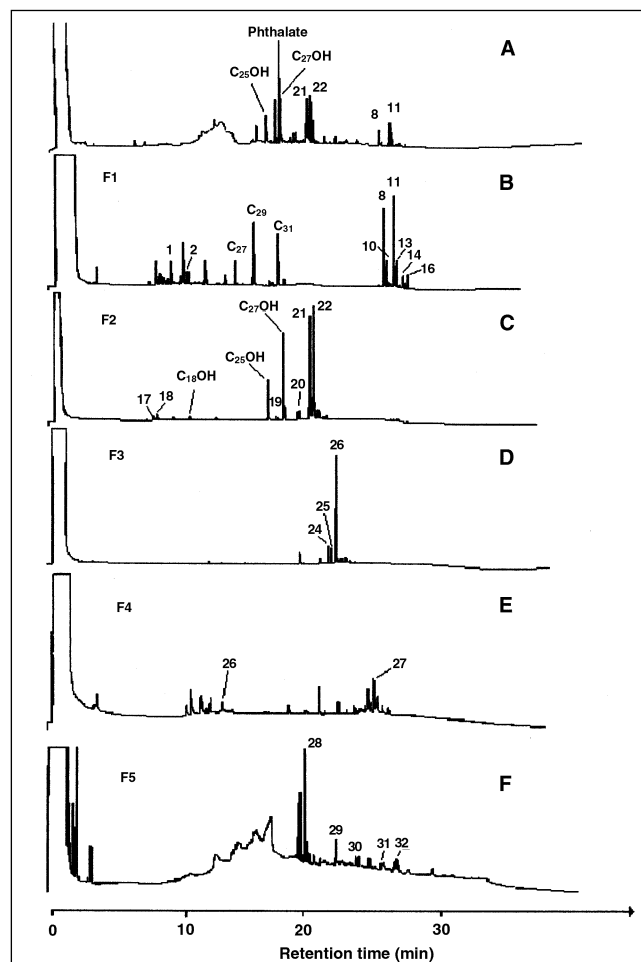 Phthalate
C₂₇OH
A
C₂₅OH
21 22
8 11
F1
B
11
C₂₉
8
1 2
C₂₇
C₃₁
10
13
14
16
F2
C
C₂₇OH
21 22
C₂₅OH
C₁₈OH
17 18
19
20
F3
D
26
25
24
F4
E
26
27
F5
F
28
29
30
31 32
0 10 20 30
Retention time (min)